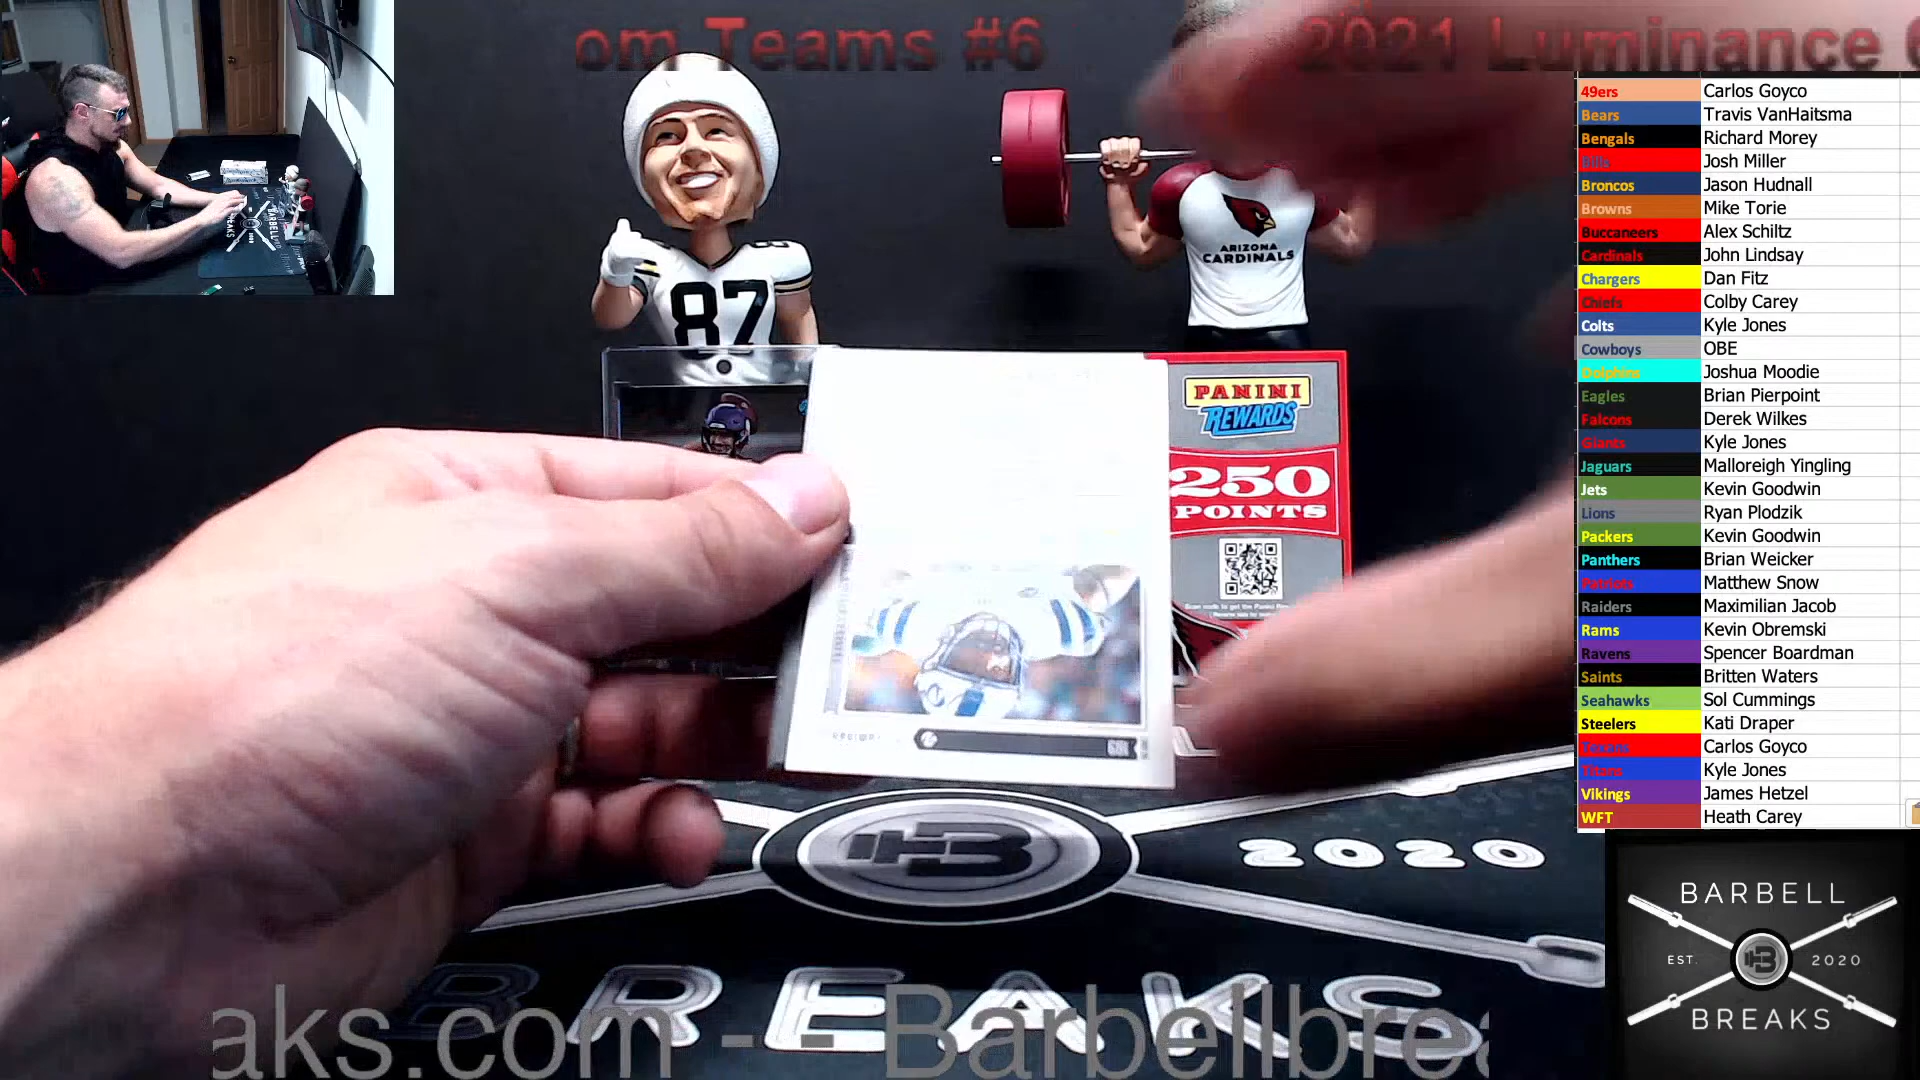 om Teams #6 2021 Luminance
49ers Carlos Goyco
Bears Travis VanHaitsma
Bengals Richard Morey
Bills Josh Miller
Broncos Jason Hudnall
Browns Mike Torie
Buccaneers Alex Schiltz
Cardinals John Lindsay
Chargers Dan Fitz
Chiefs Colby Carey
Colts Kyle Jones
Cowboys OBE
Dolphins Joshua Moodie
Eagles Brian Pierpoint
Falcons Derek Wilkes
Giants Kyle Jones
Jaguars Malloreigh Yingling
Jets Kevin Goodwin
Lions Ryan Plodzik
Packers Kevin Goodwin
Panthers Brian Weicker
Patriots Matthew Snow
Raiders Maximilian Jacob
Rams Kevin Obremski
Ravens Spencer Boardman
Saints Britten Waters
Seahawks Sol Cummings
Steelers Kati Draper
Texans Carlos Goyco
Titans Kyle Jones
Vikings James Hetzel
WFT Heath Carey
ARIZONA
CARDINALS
87
PANINI
REWARDS
250
POINTS
2020
BREAKS
BARBELL
EST. 2020
BREAKS
aks.com - - Barbellbrea